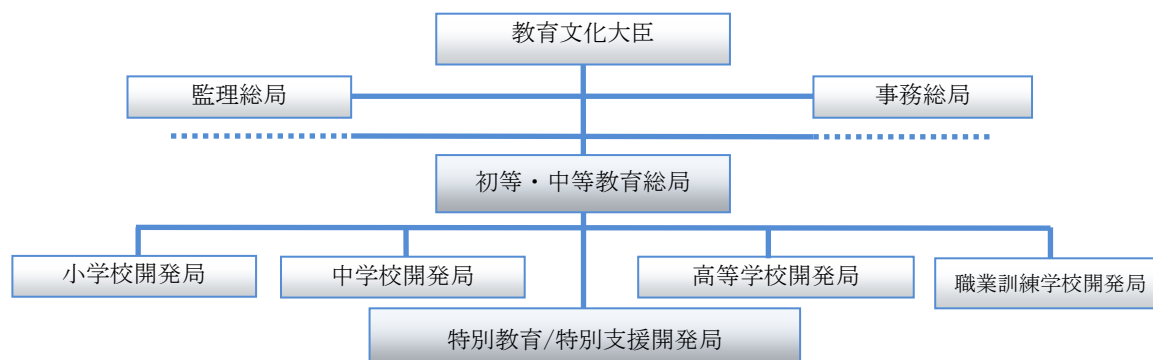 教育文化大臣
監理総局
事務総局
初等・中等教育総局
小学校開発局
中学校開発局
高等学校開発局
職業訓練学校開発局
特別教育/特別支援開発局